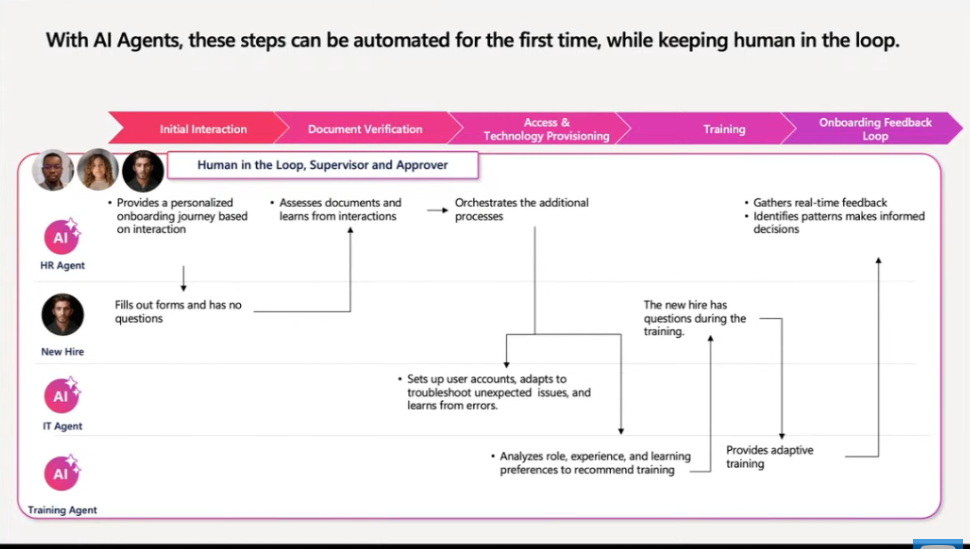 With AI Agents, these steps can be automated for the first time, while keeping human in the loop.
Initial Interaction
Document Verification
Access &
Technology Provisioning
Training
Onboarding Feedback
Loop
Human in the Loop, Supervisor and Approver
• Provides a personalized
onboarding journey based
on interaction
• Assesses documents and
learns from interactions
Orchestrates the additional
processes
• Gathers real-time feedback
• Identifies patterns makes informed
decisions
AI
HR Agent
Fills out forms and has no
questions
The new hire has
questions during the
training.
New Hire
• Sets up user accounts, adapts to
troubleshoot unexpected issues, and
learns from errors.
AI
IT Agent
• Analyzes role, experience, and learning
preferences to recommend training
Provides adaptive
training
AI
Training Agent